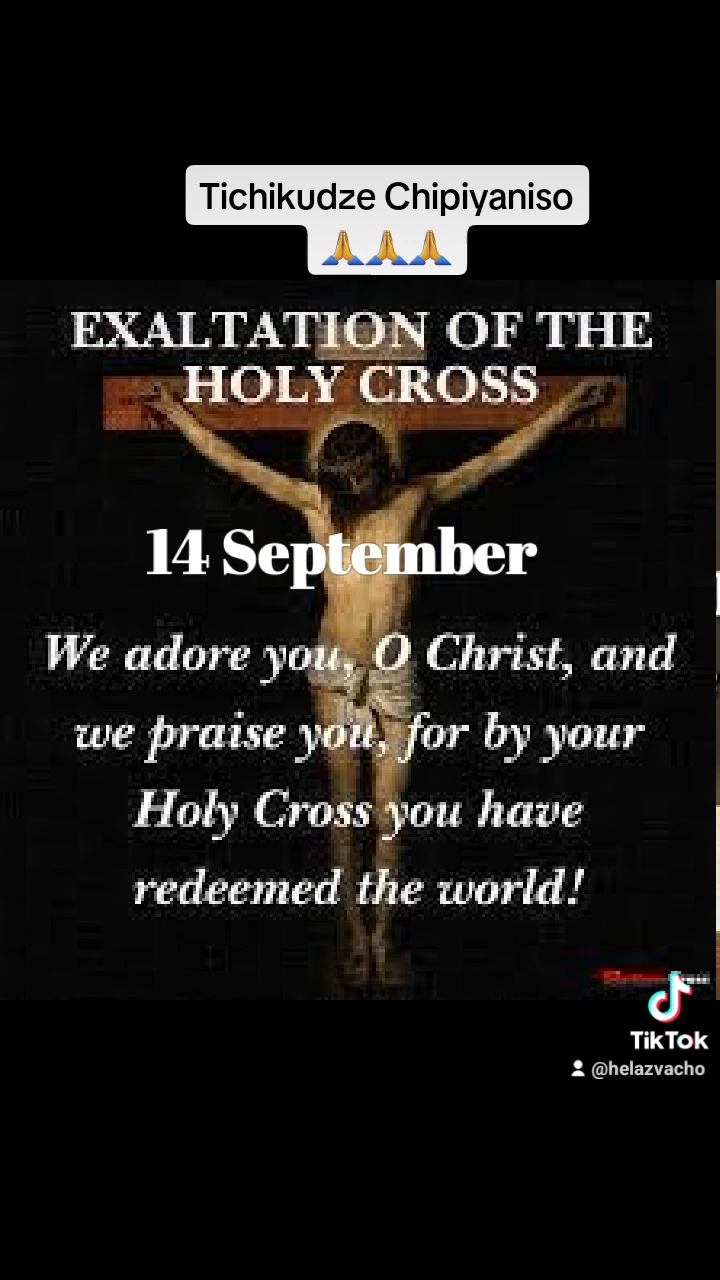 Tichikudze Chipiyaniso
🙏🙏🙏
EXALTATION OF THE
HOLY CROSS
14 September
We adore you, O Christ, and
we praise you, for by your
Holy Cross you have
redeemed the world!
TikTok
@helazvacho